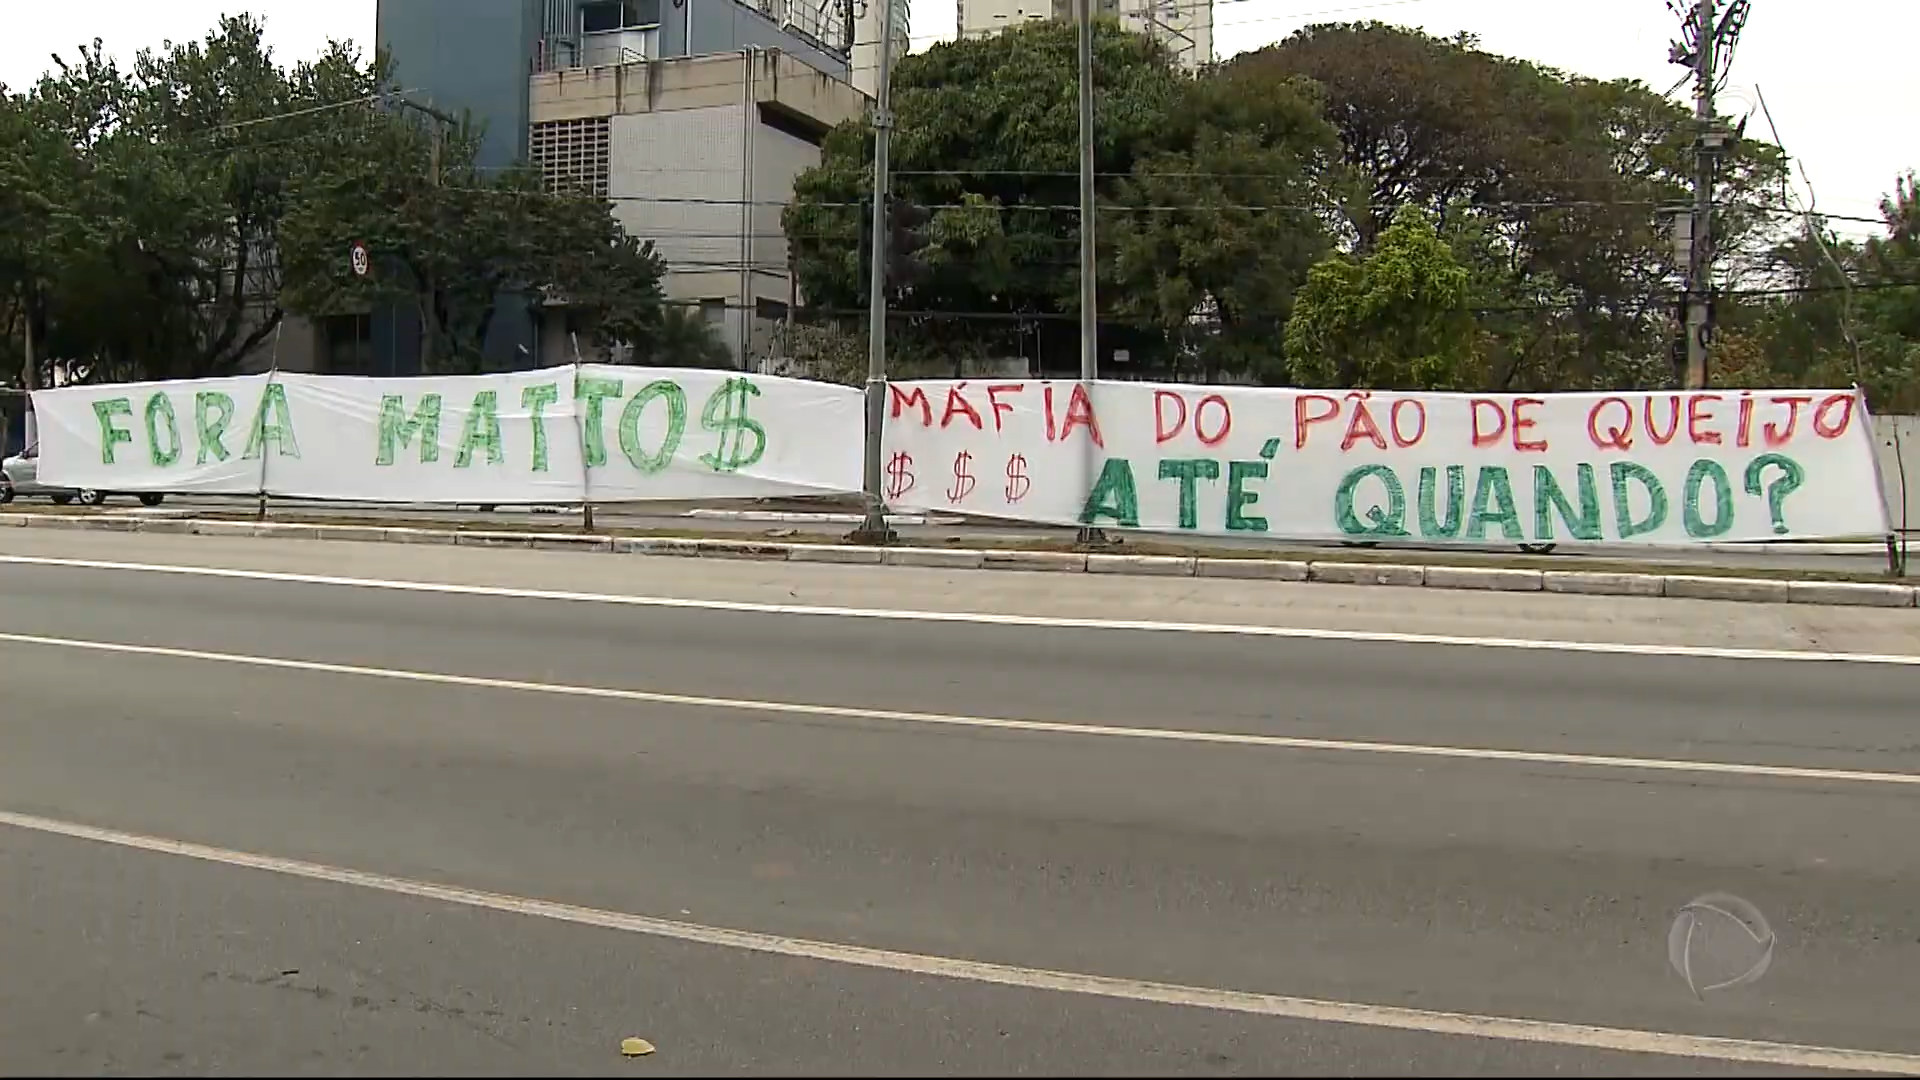 50
FORA MATTO$
MÁFIA DO PÃO DE QUEIJO
$ $ $ ATÉ QUANDO?